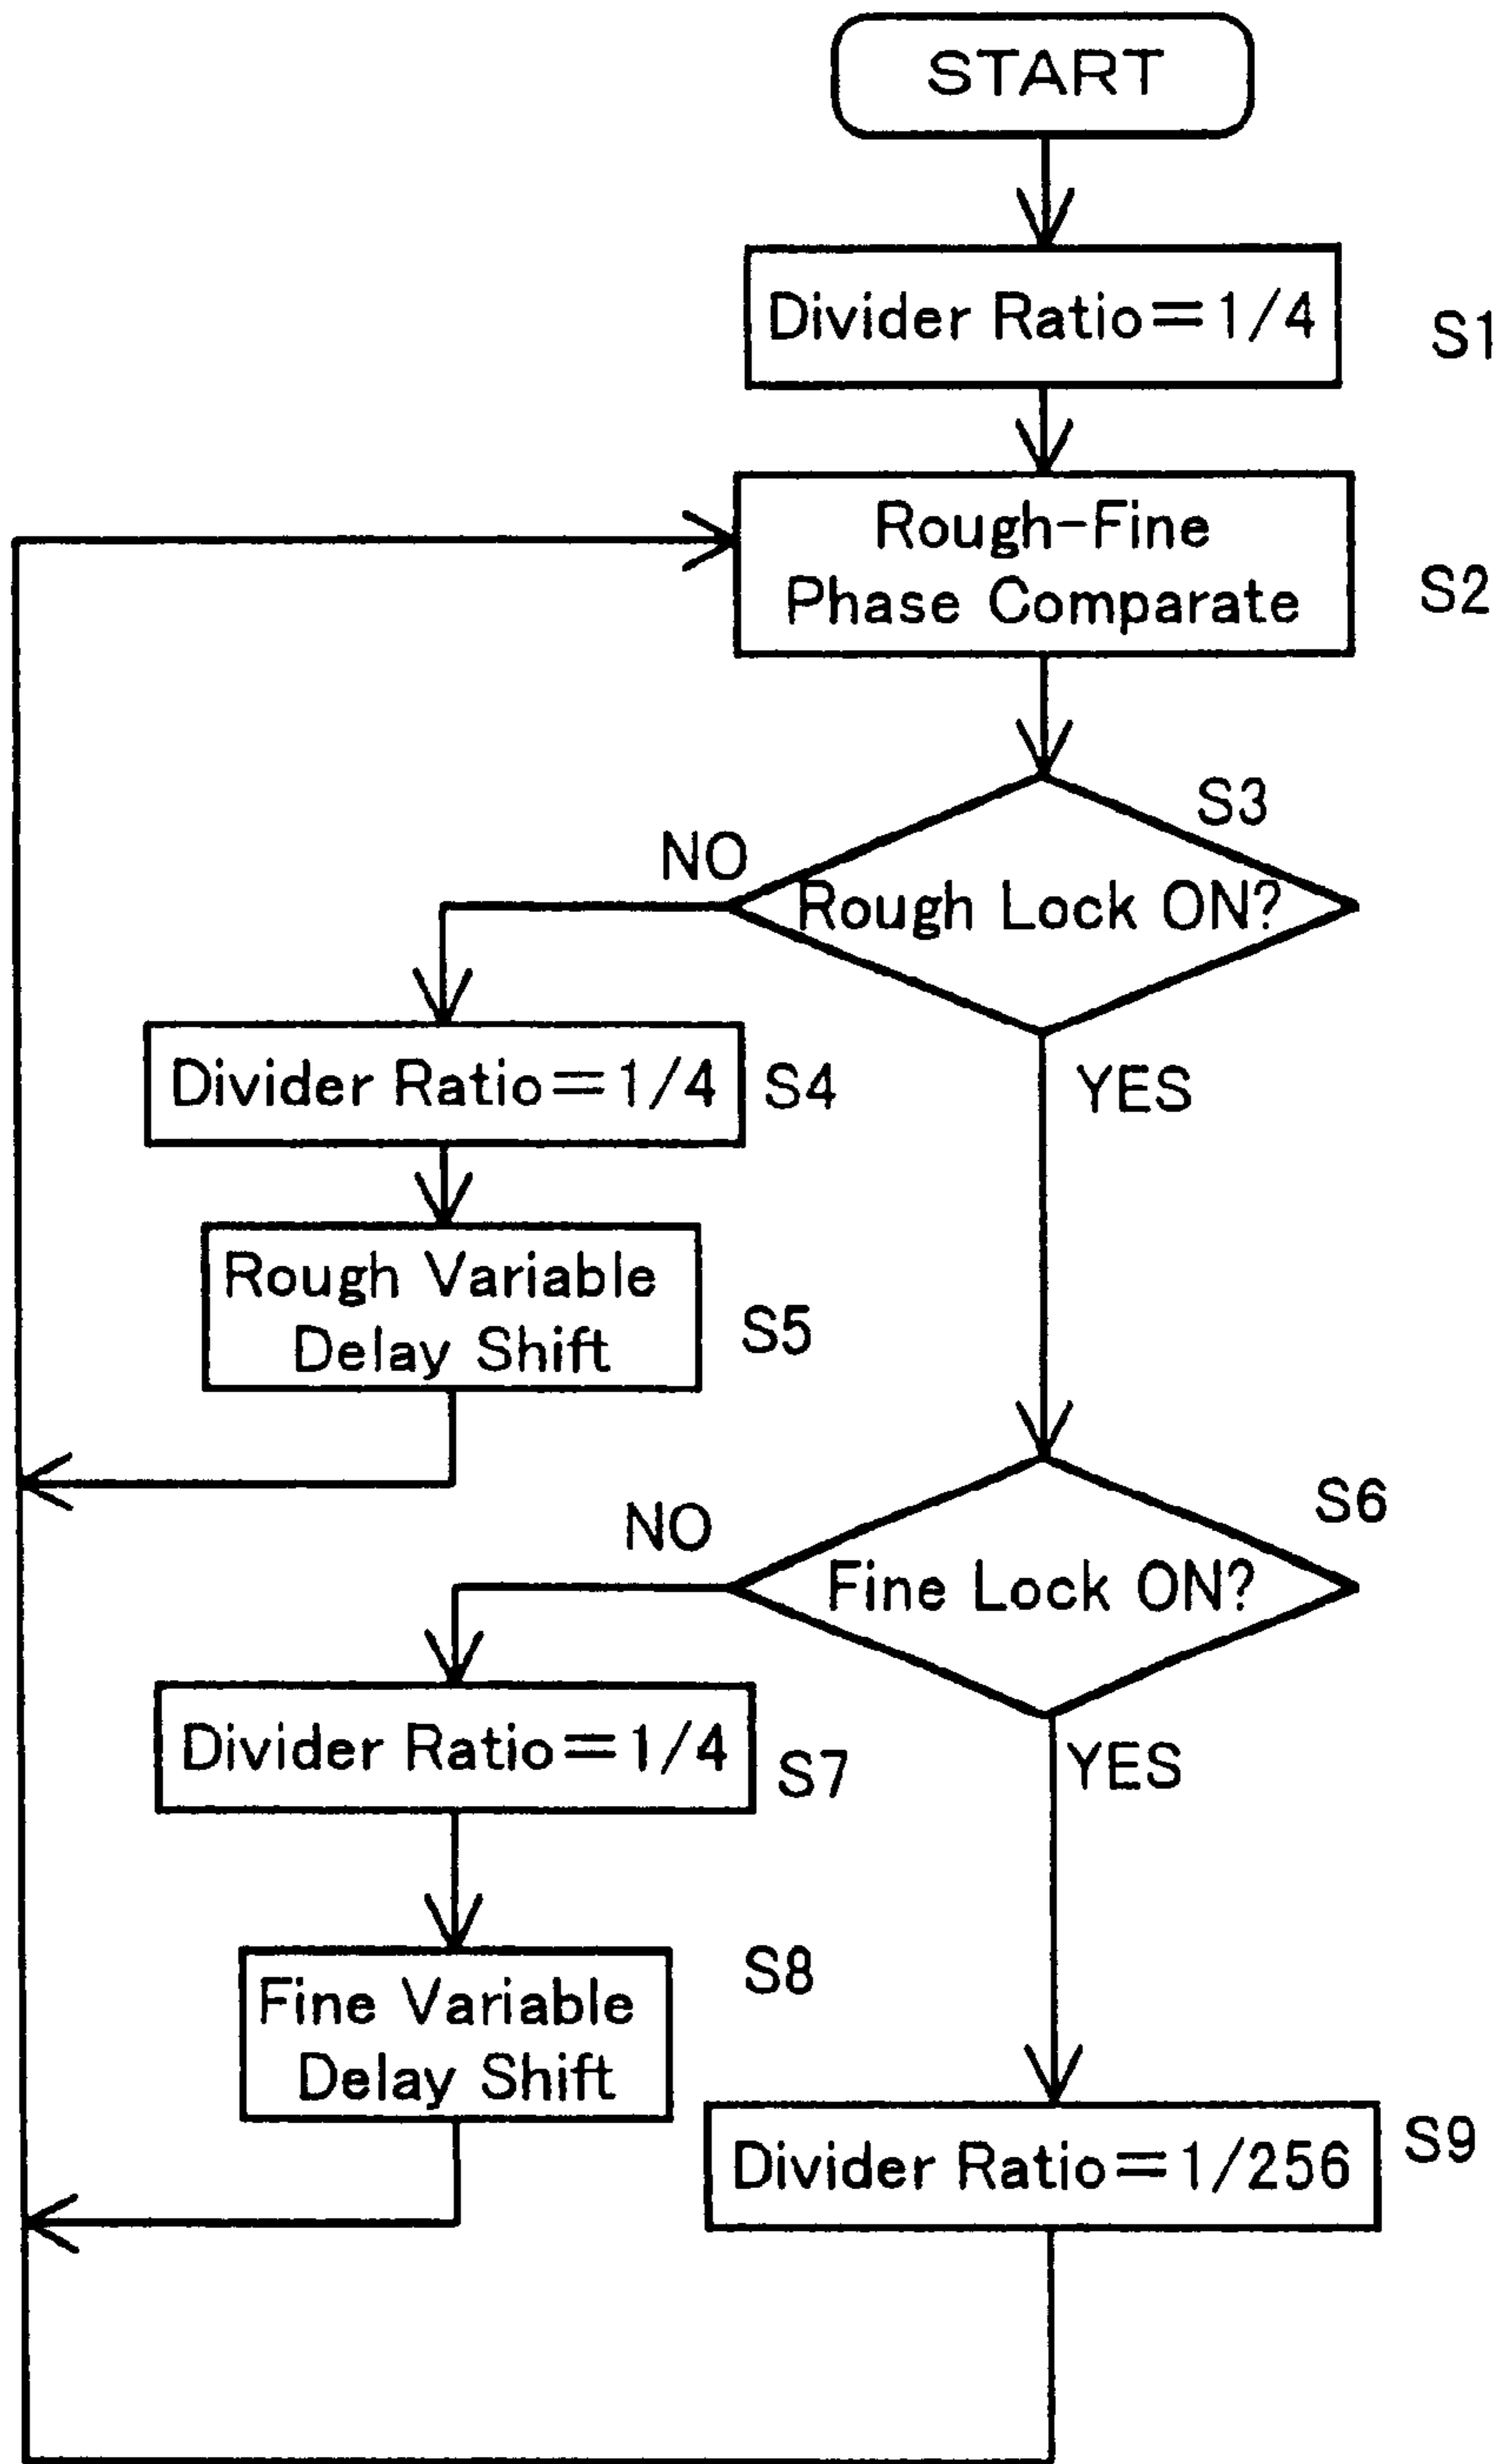 START
Divider Ratio=1/4
S1
Rough-Fine
Phase Comparate
S2
S3
NO
Rough Lock ON?
YES
Divider Ratio=1/4
S4
Rough Variable
Delay Shift
S5
S6
NO
Fine Lock ON?
YES
Divider Ratio=1/4
S7
Fine Variable
Delay Shift
S8
Divider Ratio=1/256
S9